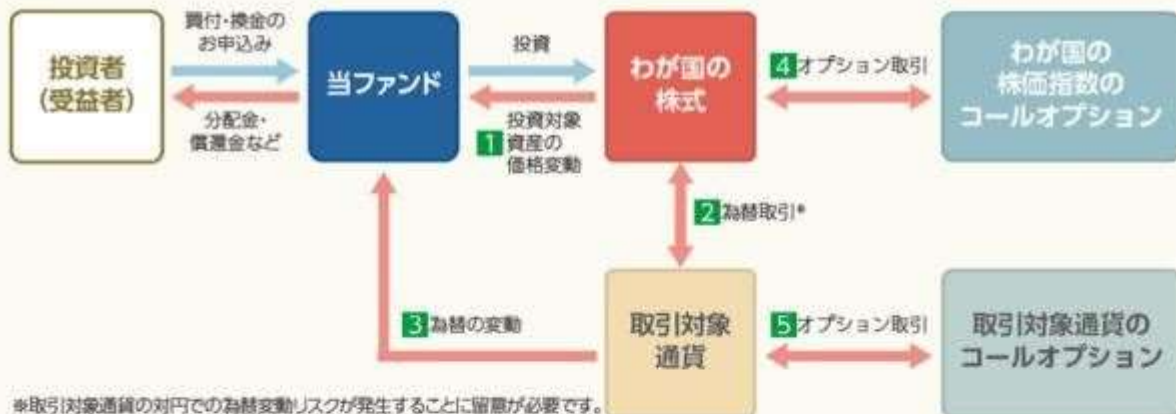 投資者
(受益者)
買付・換金の
お申込み
分配金・
償還金など
当ファンド
投資
1 投資対象
資産の
価格変動
わが国の
株式
4 オプション取引
わが国の
株価指数の
コールオプション
2 為替取引*
3 為替の変動
取引対象
通貨
5 オプション取引
取引対象通貨の
コールオプション
※取引対象通貨の対円での為替変動リスクが発生することに留意が必要です。